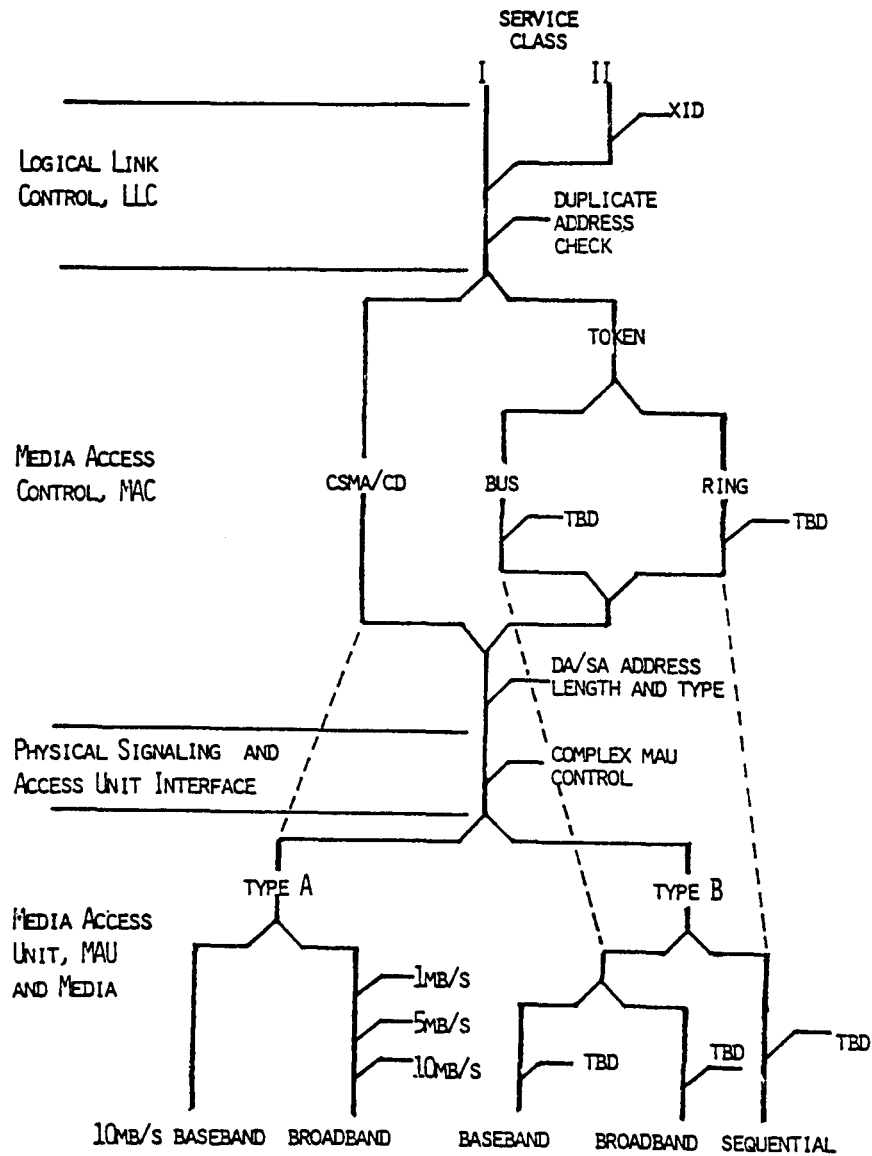 SERVICE
CLASS
I II
XID
LOGICAL LINK
CONTROL, LLC
DUPLICATE
ADDRESS
CHECK
TOKEN
MEDIA ACCESS
CONTROL, MAC
CSMA/CD BUS RING
TBD TBD
DA/SA ADDRESS
LENGTH AND TYPE
PHYSICAL SIGNALING AND
ACCESS UNIT INTERFACE
COMPLEX MAU
CONTROL
TYPE A TYPE B
MEDIA ACCESS
UNIT, MAU
AND MEDIA
1MB/S
5MB/S
10MB/S
TBD TBD TBD
10MB/S BASEBAND BROADBAND BASEBAND BROADBAND SEQUENTIAL